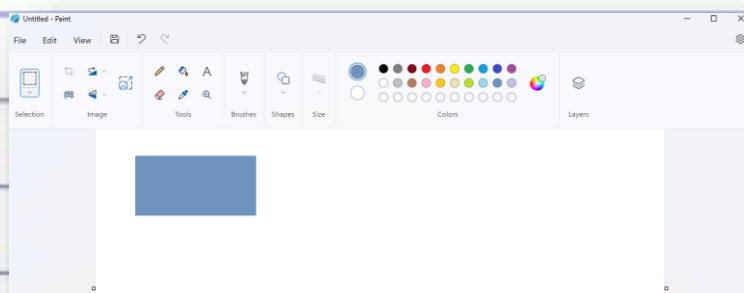 Untitled - Paint
File Edit View
A
Selection Image Tools Brushes Shapes Size Colors Layers